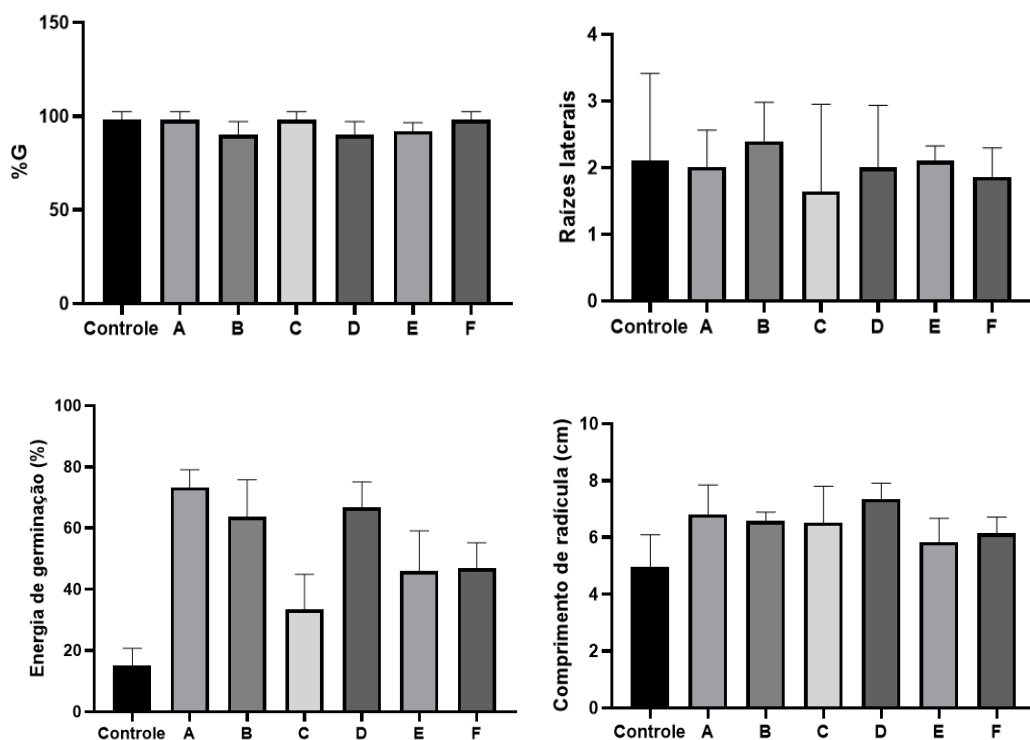 %G
150
100
50
0
Controle A B C D E F
Raízes laterais
4
3
2
1
0
Controle A B C D E F
Energia de germinação (%)
100
80
60
40
20
0
Controle A B C D E F
Comprimento de radícula (cm)
10
8
6
4
2
0
Controle A B C D E F